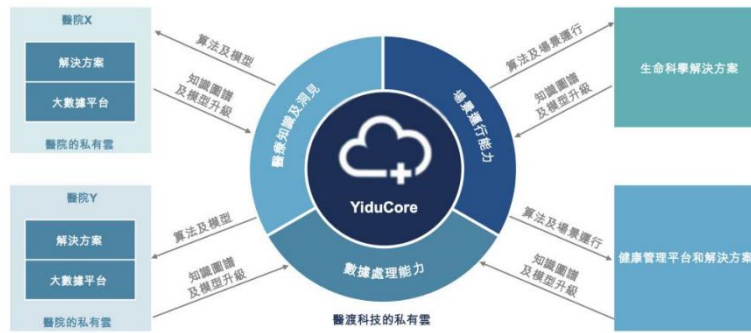 醫院X
解決方案
大數據平台
醫院的私有雲
算法及模型
知識圖譜
及模型升級
醫院Y
解決方案
大數據平台
醫院的私有雲
算法及模型
知識圖譜
及模型升級
醫療知識及洞見
場景運行能力
數據處理能力
YiduCore
醫渡科技的私有雲
算法及場景運行
知識圖譜
及模型升級
生命科學解決方案
算法及場景運行
知識圖譜
及模型升級
健康管理平台和解決方案